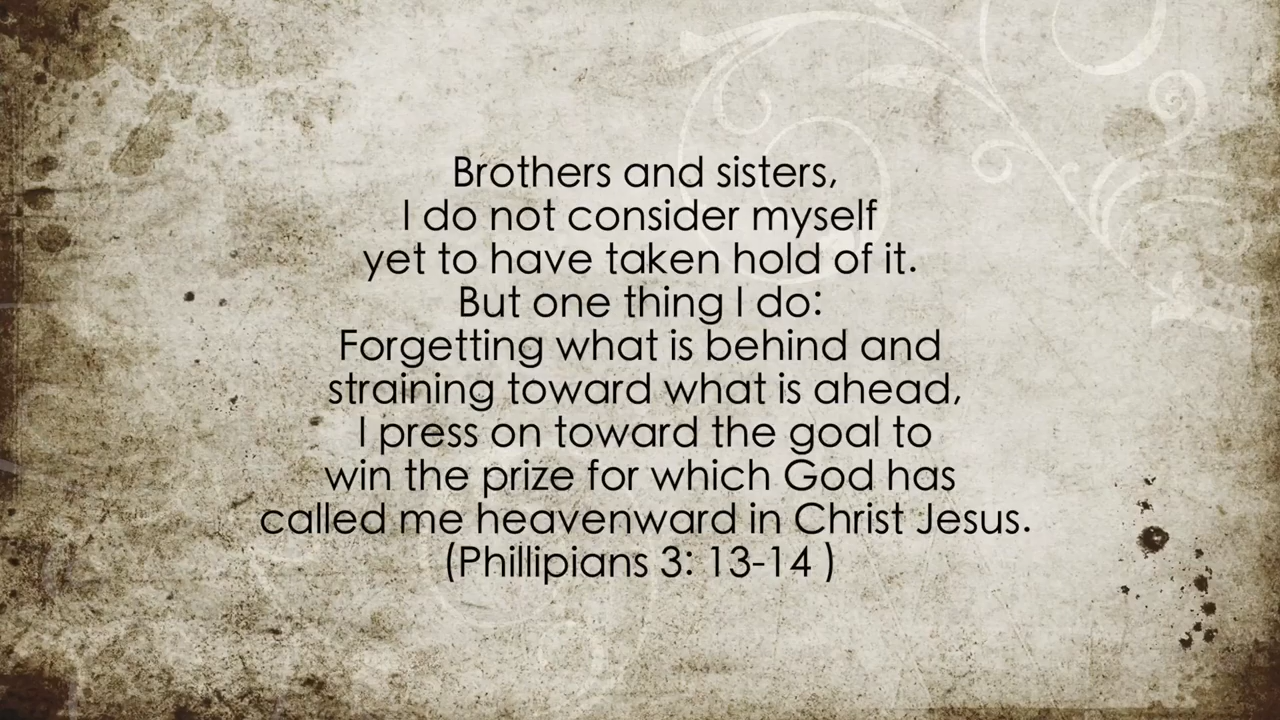 Brothers and sisters,
I do not consider myself
yet to have taken hold of it.
But one thing I do:
Forgetting what is behind and
straining toward what is ahead,
I press on toward the goal to
win the prize for which God has
called me heavenward in Christ Jesus.
(Phillipians 3: 13-14 )